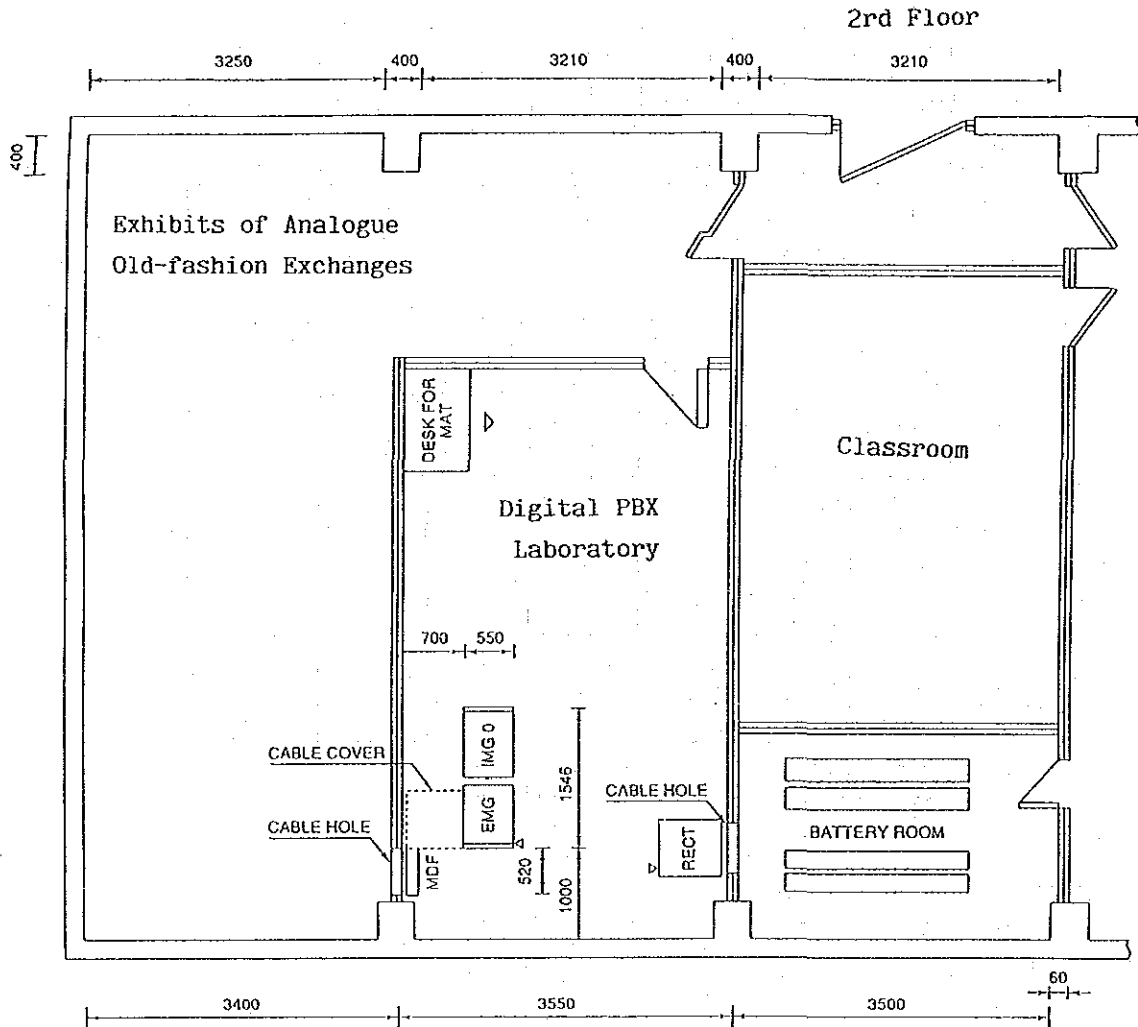 2rd Floor
3250
400
3210
400
3210
400
Exhibits of Analogue
Old-fashion Exchanges
DESK FOR
MAT
Classroom
Digital PBX
Laboratory
700
550
IMG 0
CABLE COVER
1546
CABLE HOLE
EMG
CABLE HOLE
BATTERY ROOM
RECT
MDF
520
1000
60
3400
3550
3500